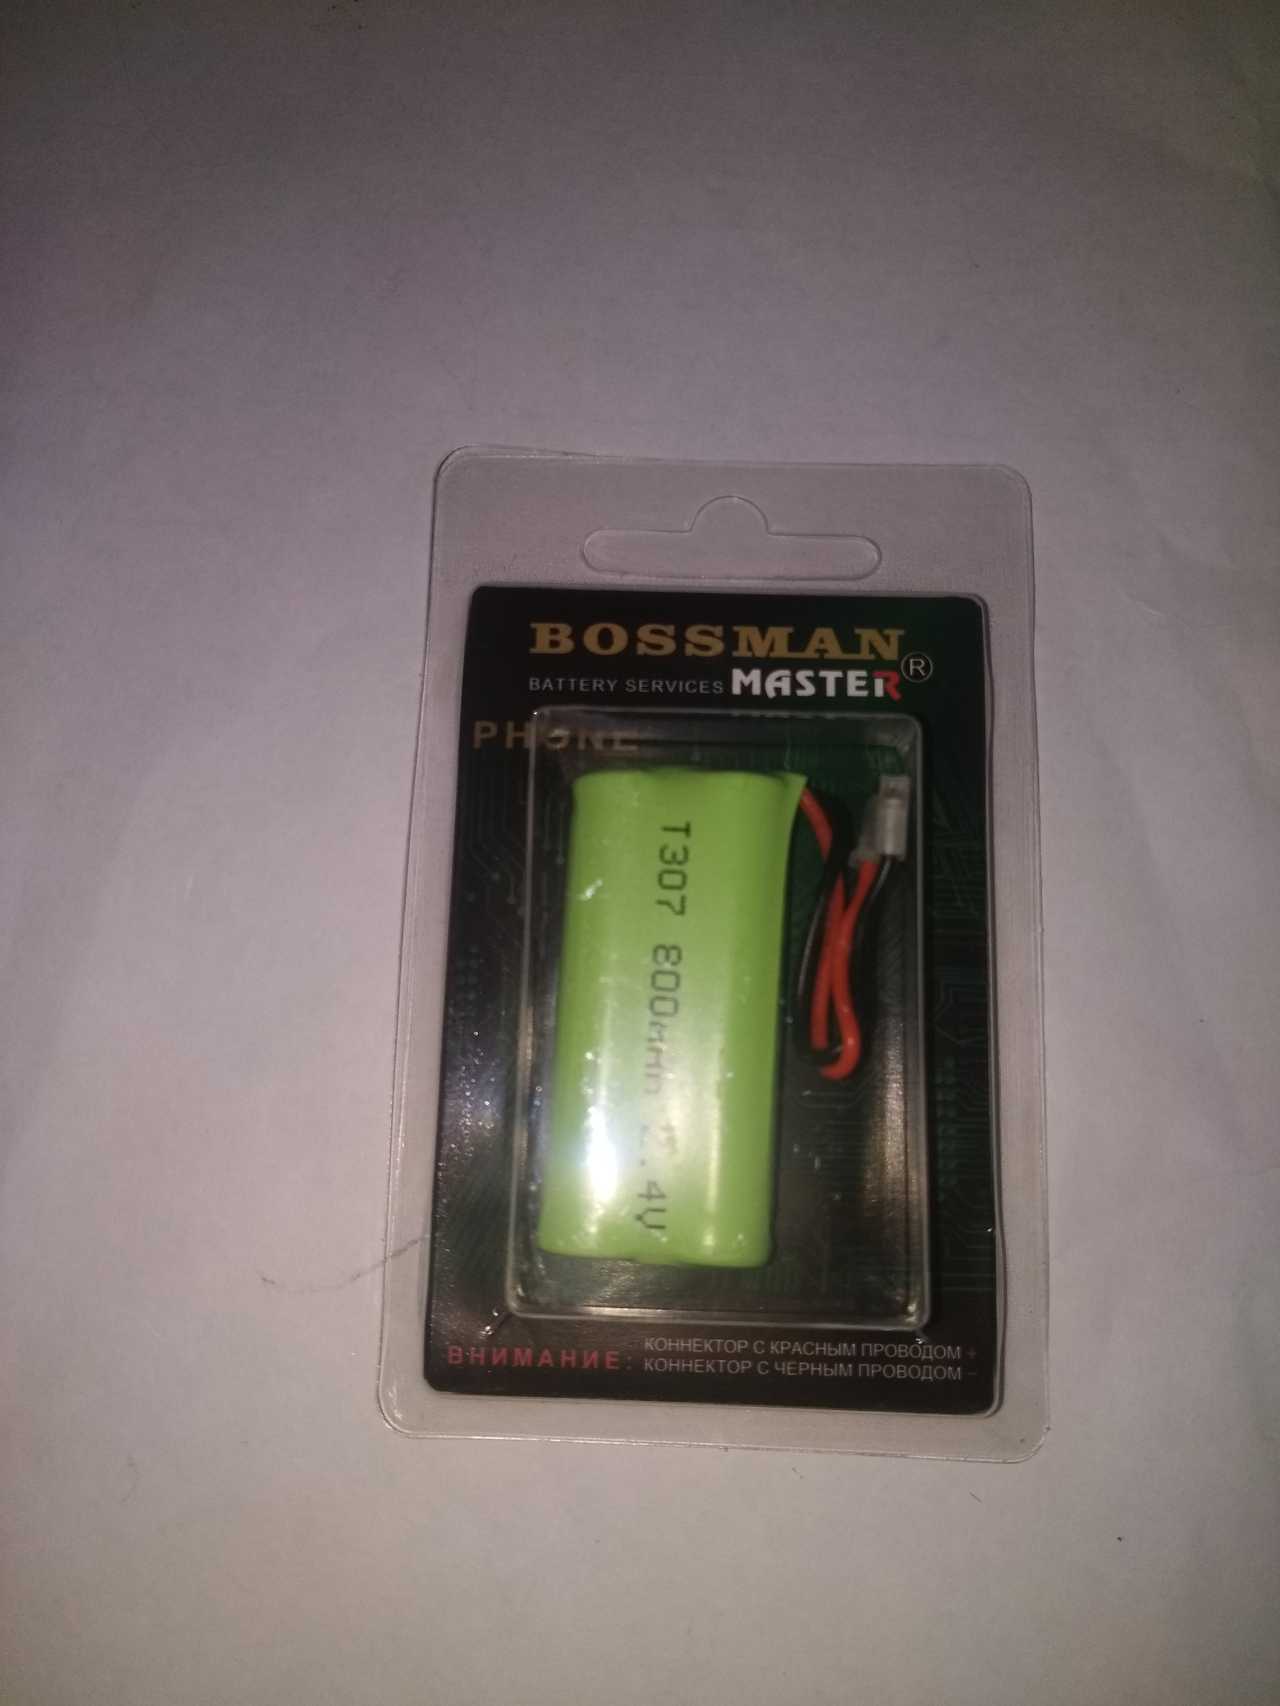 BOSSMAN
BATTERY SERVICES MASTER®
PHONE
T307 800mAh 2.4V
ВНИМАНИЕ: КОННЕКТОР С КРАСНЫМ ПРОВОДОМ +
КОННЕКТОР С ЧЕРНЫМ ПРОВОДОМ –